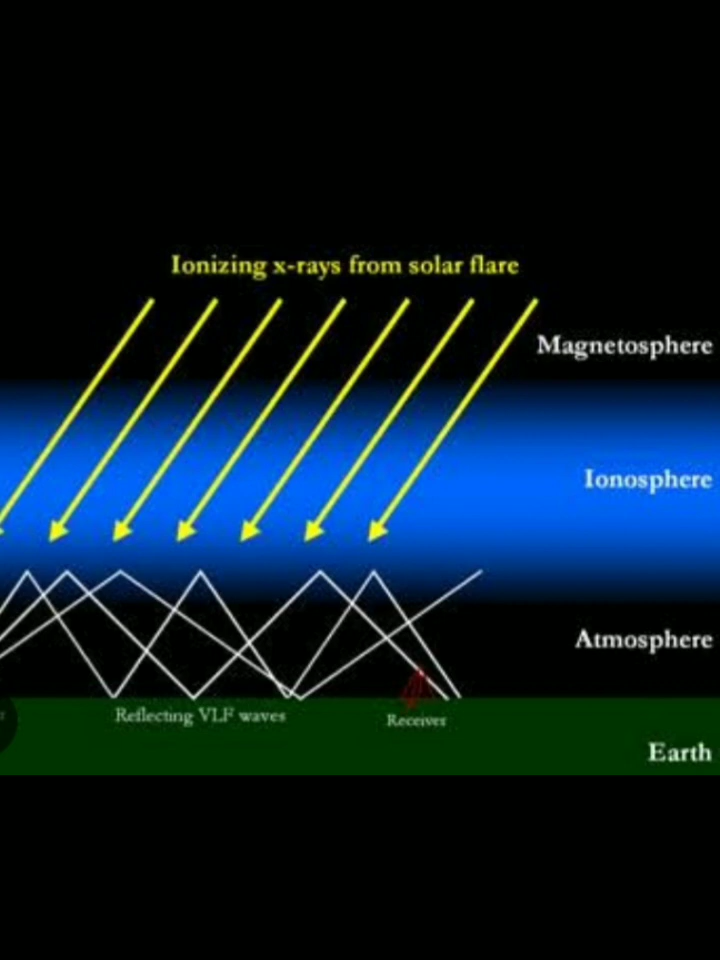 Ionizing x-rays from solar flare
Magnetosphere
Ionosphere
Atmosphere
Reflecting VLF waves
Receiver
Earth